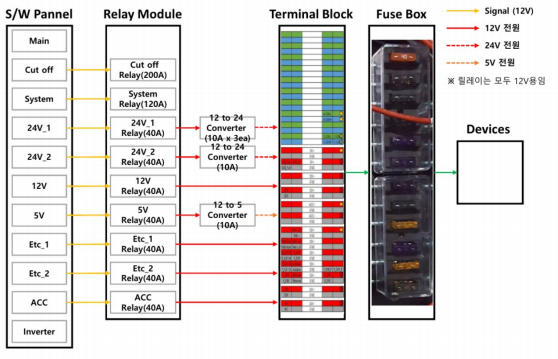 S/W Pannel
Relay Module
Terminal Block
Fuse Box
Signal (12V)
12V 전원
24V 전원
5V 전원
※ 릴레이는 모두 12V용임
Main
Cut off
Cut off
Relay(200A)
System
System
Relay(120A)
24V_1
24V_1
Relay(40A)
12 to 24
Converter
(10A x 3ea)
24V_2
24V_2
Relay(40A)
12 to 24
Converter
(10A)
12V
12V
Relay(40A)
5V
5V
Relay(40A)
12 to 5
Converter
(10A)
Etc_1
Etc_1
Relay(40A)
Etc_2
Etc_2
Relay(40A)
ACC
ACC
Relay(40A)
Inverter
Devices